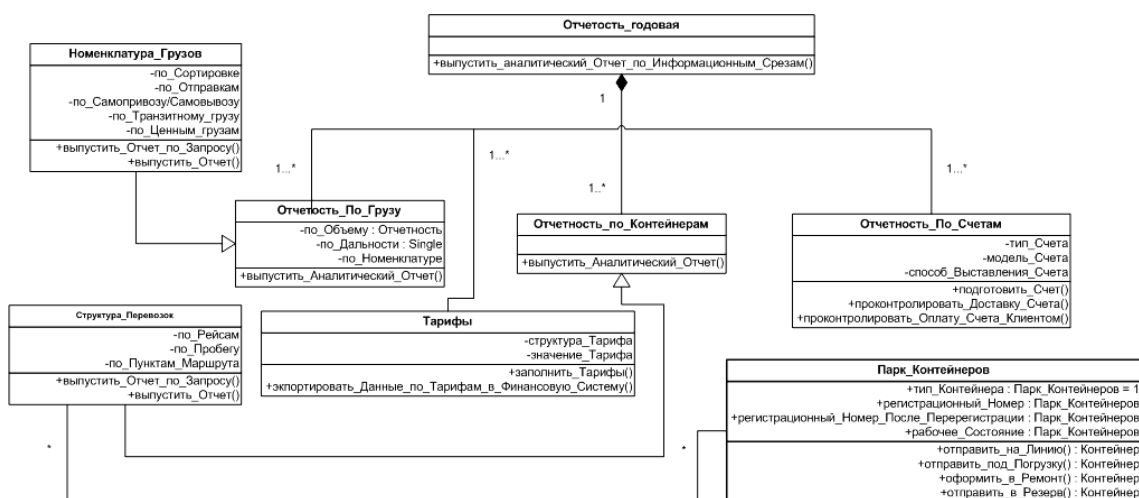 Отчетость_годовая
+выпустить_аналитический_Отчет_по_Информационным_Срезам()
Номенклатура_Грузов
-по_Сортировке
-по_Отправкам
-по_Самопривозу/Самовывозу
-по_Транзитному_грузу
-по_Ценным_грузам
+выпустить_Отчет_по_Запросу()
+выпустить_Отчет()
1
1...*
1...*
1..*
1...*
Отчетость_По_Грузу
-по_Объему : Отчетность
-по_Дальности : Single
-по_Номенклатуре
+выпустить_Аналитический_Отчет()
Отчетность_по_Контейнерам
+выпустить_Аналитический_Отчет()
Отчетность_По_Счетам
-тип_Счета
-модель_Счета
-способ_Выставления_Счета
+подготовить_Счет()
+проконтролировать_Доставку_Счета()
+проконтролировать_Оплату_Счета_Клиентом()
Структура_Перевозок
-по_Рейсам
-по_Пробегу
-по_Пунктам_Маршрута
+выпустить_Отчет_по_Запросу()
+выпустить_Отчет()
Тарифы
-структура_Тарифа
-значение_Тарифа
+заполнить_Тарифы()
+экпортировать_Данные_по_Тарифам_в_Финансовую_Систему()
Парк_Контейнеров
+тип_Контейнера : Парк_Контейнеров = 1
+регистрационный_Номер : Парк_Контейнеров
+регистрационный_Номер_После_Перерегистрации : Парк_Контейнеров
+рабочее_Состояние : Парк_Контейнеров
+отправить_на_Линию() : Контейнер
+отправить_под_Погрузку() : Контейнер
+оформить_в_Ремонт() : Контейнер
+отправить_в_Резерв() : Контейнер
*
*